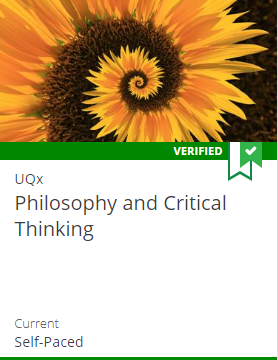 VERIFIED
UQx
Philosophy and Critical
Thinking
Current
Self-Paced